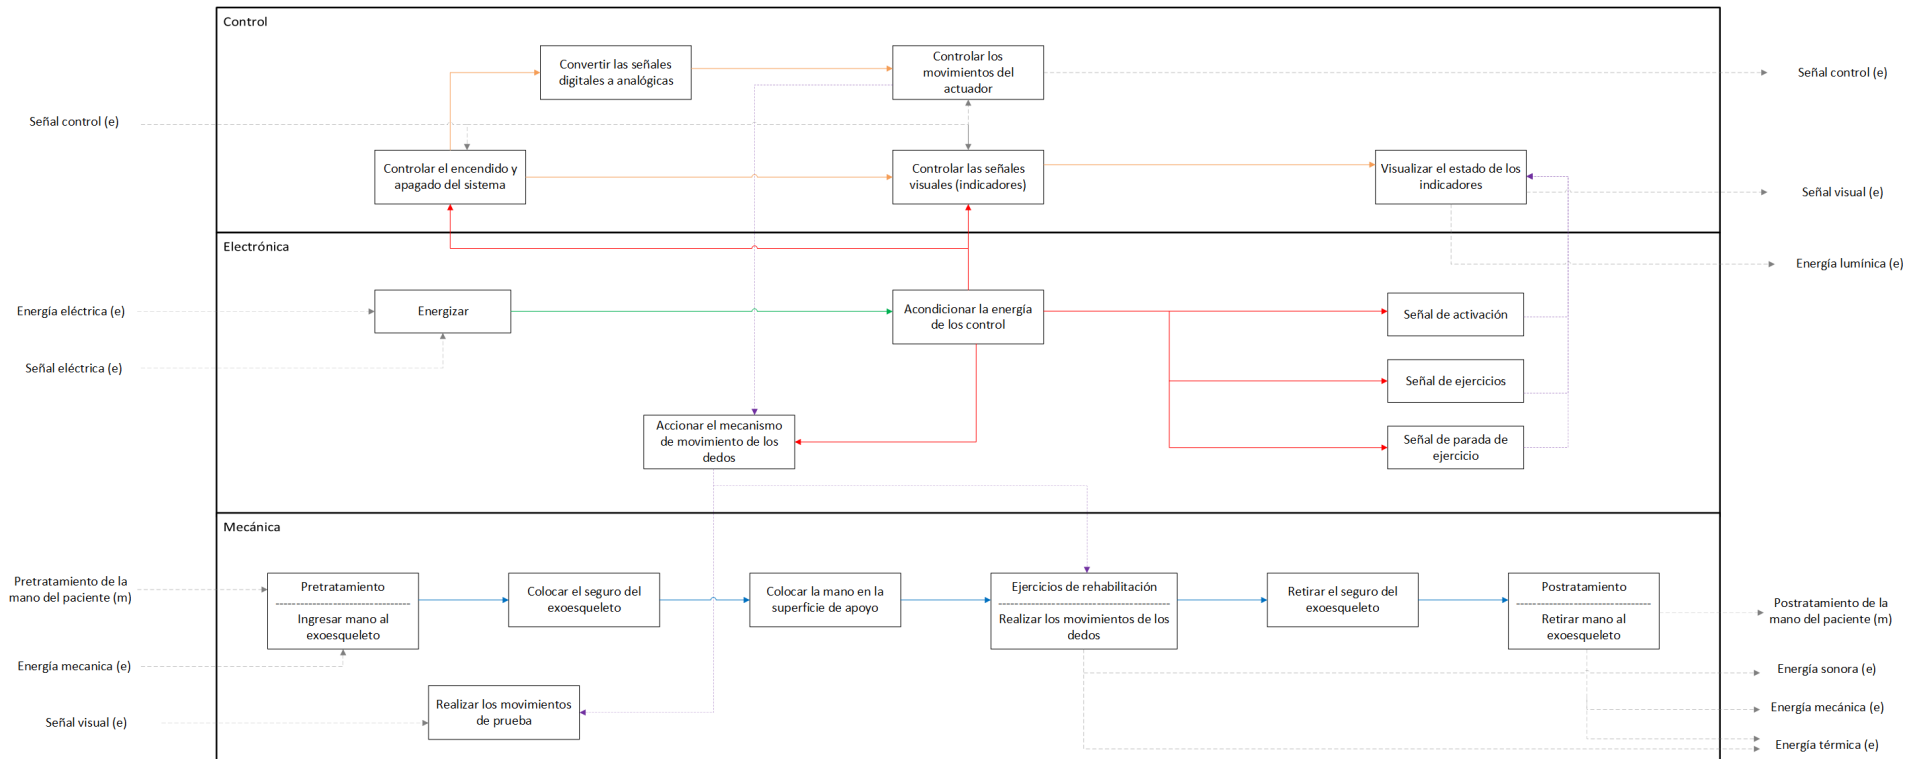 Control
Convertir las señales
digitales a analógicas
Controlar los
movimientos del
actuador
Señal control (e)
Señal control (e)
Controlar el encendido y
apagado del sistema
Controlar las señales
visuales (indicadores)
Visualizar el estado de los
indicadores
Señal visual (e)
Electrónica
Energía lumínica (e)
Energía eléctrica (e)
Energizar
Acondicionar la energía
de los control
Señal de activación
Señal eléctrica (e)
Señal de ejercicios
Accionar el mecanismo
de movimiento de los
dedos
Señal de parada de
ejercicio
Mecánica
Pretratamiento de la
mano del paciente (m)
Pretratamiento
Ingresar mano al
exoesqueleto
Colocar el seguro del
exoesqueleto
Colocar la mano en la
superficie de apoyo
Ejercicios de rehabilitación
Realizar los movimientos de los
dedos
Retirar el seguro del
exoesqueleto
Postratamiento
Retirar mano al
exoesqueleto
Postratamiento de la
mano del paciente (m)
Energía mecanica (e)
Energía sonora (e)
Señal visual (e)
Realizar los movimientos
de prueba
Energía mecánica (e)
Energía térmica (e)